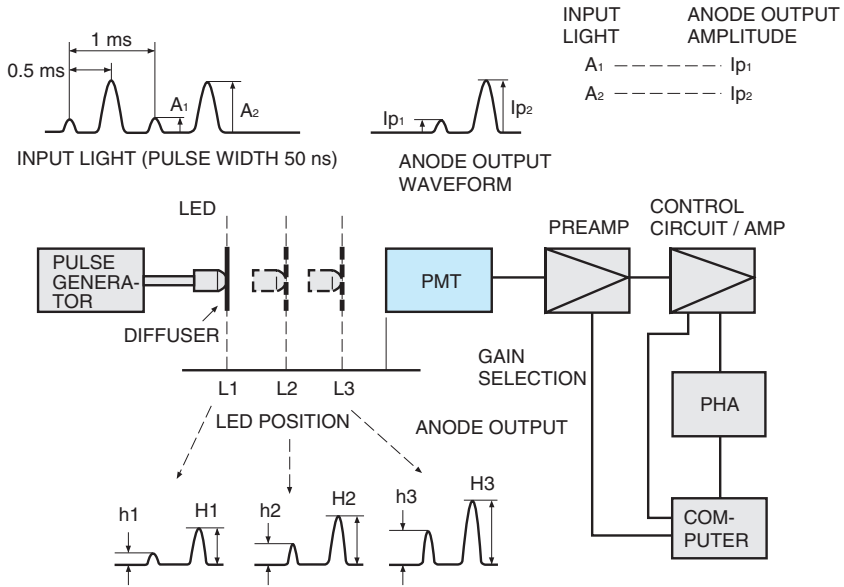 1 ms
0.5 ms
A1
A2
INPUT LIGHT (PULSE WIDTH 50 ns)
Ip1
Ip2
ANODE OUTPUT
WAVEFORM
INPUT
LIGHT
ANODE OUTPUT
AMPLITUDE
A1
Ip1
A2
Ip2
LED
PULSE
GENERA-
TOR
DIFFUSER
PMT
PREAMP
CONTROL
CIRCUIT / AMP
GAIN
SELECTION
PHA
COM-
PUTER
L1
L2
L3
LED POSITION
ANODE OUTPUT
h1
H1
h2
H2
h3
H3